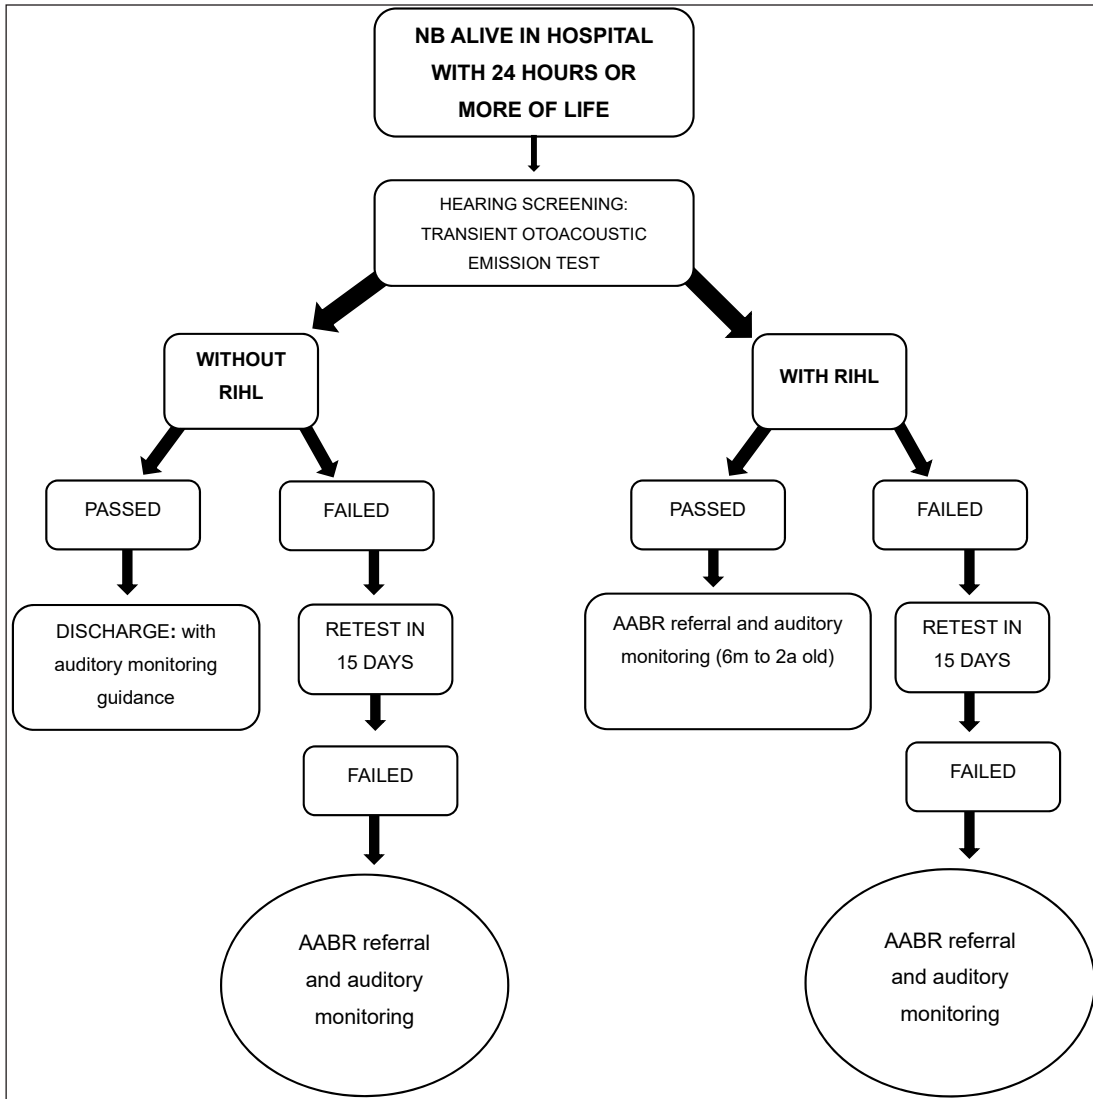 NB ALIVE IN HOSPITAL
WITH 24 HOURS OR
MORE OF LIFE
HEARING SCREENING:
TRANSIENT OTOACOUSTIC
EMISSION TEST
WITHOUT
RIHL
WITH RIHL
PASSED
FAILED
PASSED
FAILED
DISCHARGE: with
auditory monitoring
guidance
RETEST IN
15 DAYS
AABR referral and auditory
monitoring (6m to 2a old)
RETEST IN
15 DAYS
FAILED
FAILED
AABR referral
and auditory
monitoring
AABR referral
and auditory
monitoring